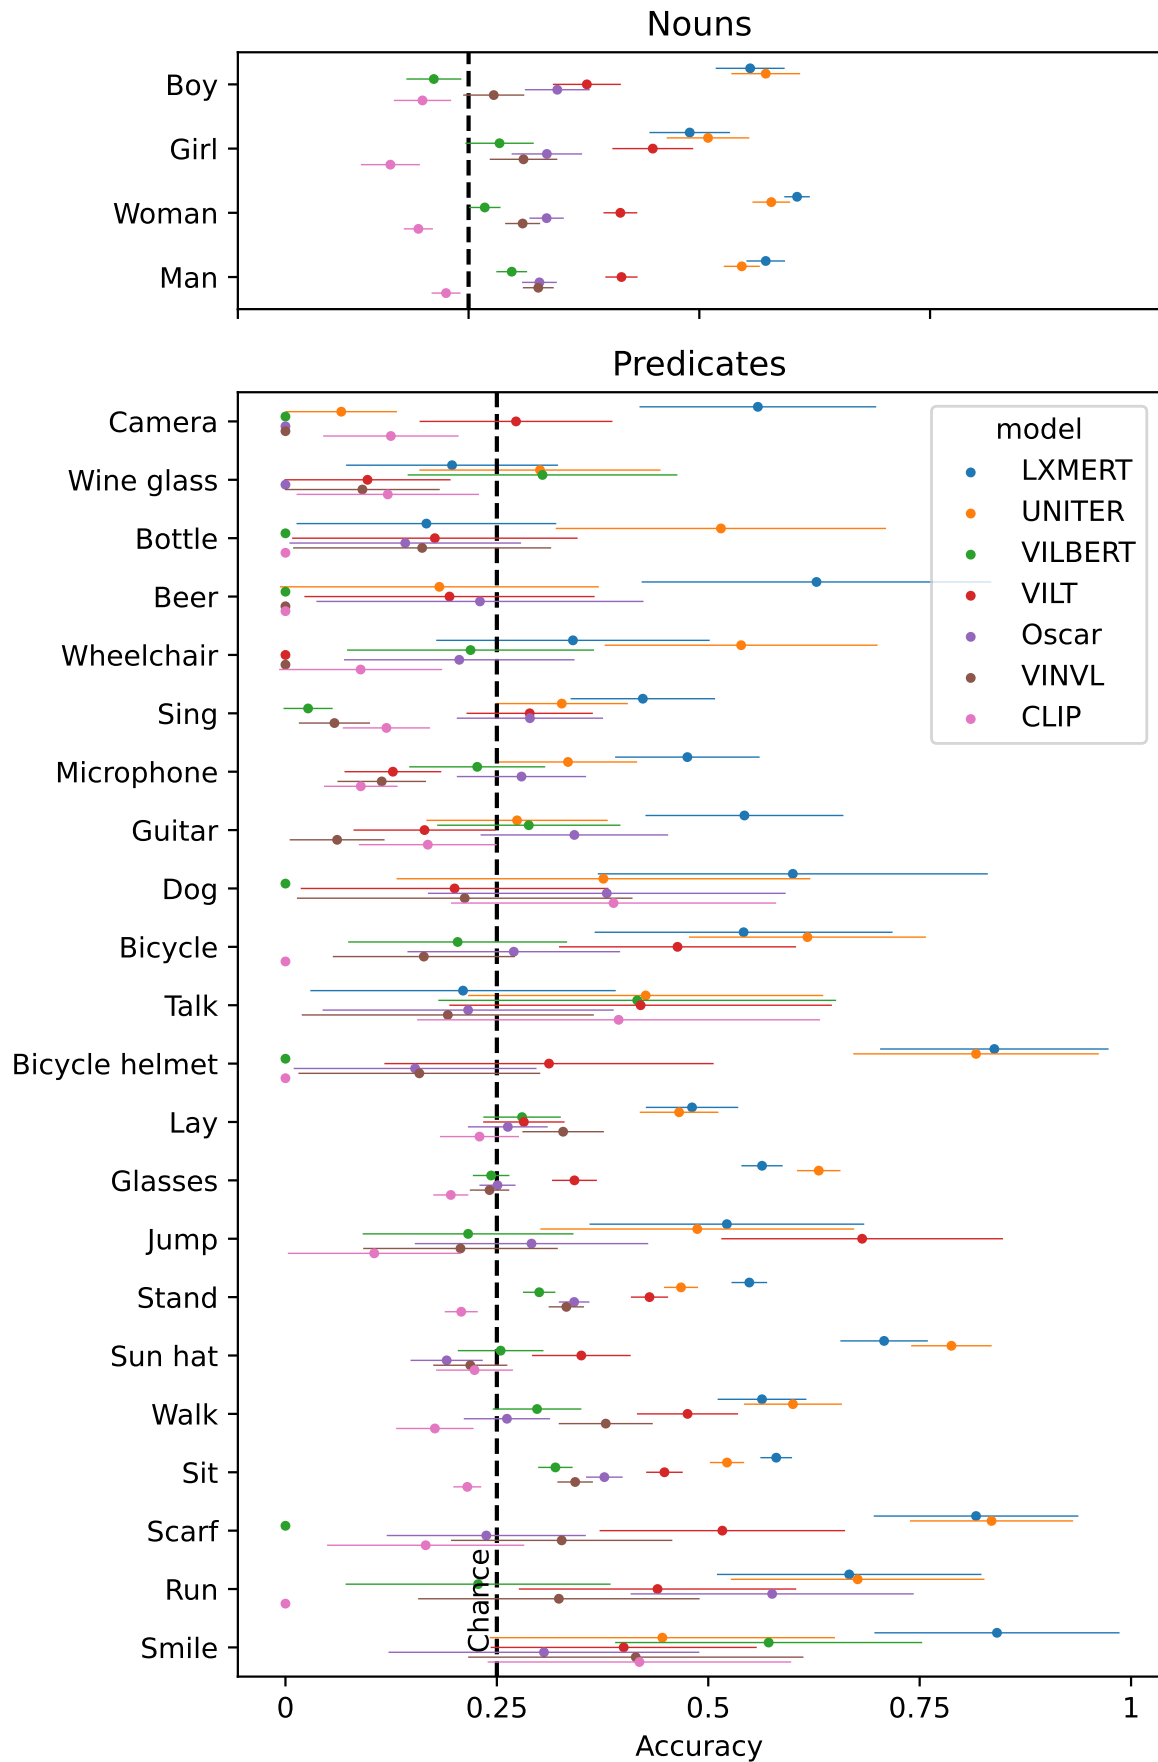 Nouns
Boy
Girl
Woman
Man
Predicates
Camera
Wine glass
Bottle
Beer
Wheelchair
Sing
Microphone
Guitar
Dog
Bicycle
Talk
Bicycle helmet
Lay
Glasses
Jump
Stand
Sun hat
Walk
Sit
Scarf
Run
Smile
model
LXMERT
UNITER
VILBERT
VILT
Oscar
VINVL
CLIP
Chance
0 0.25 0.5 0.75 1
Accuracy